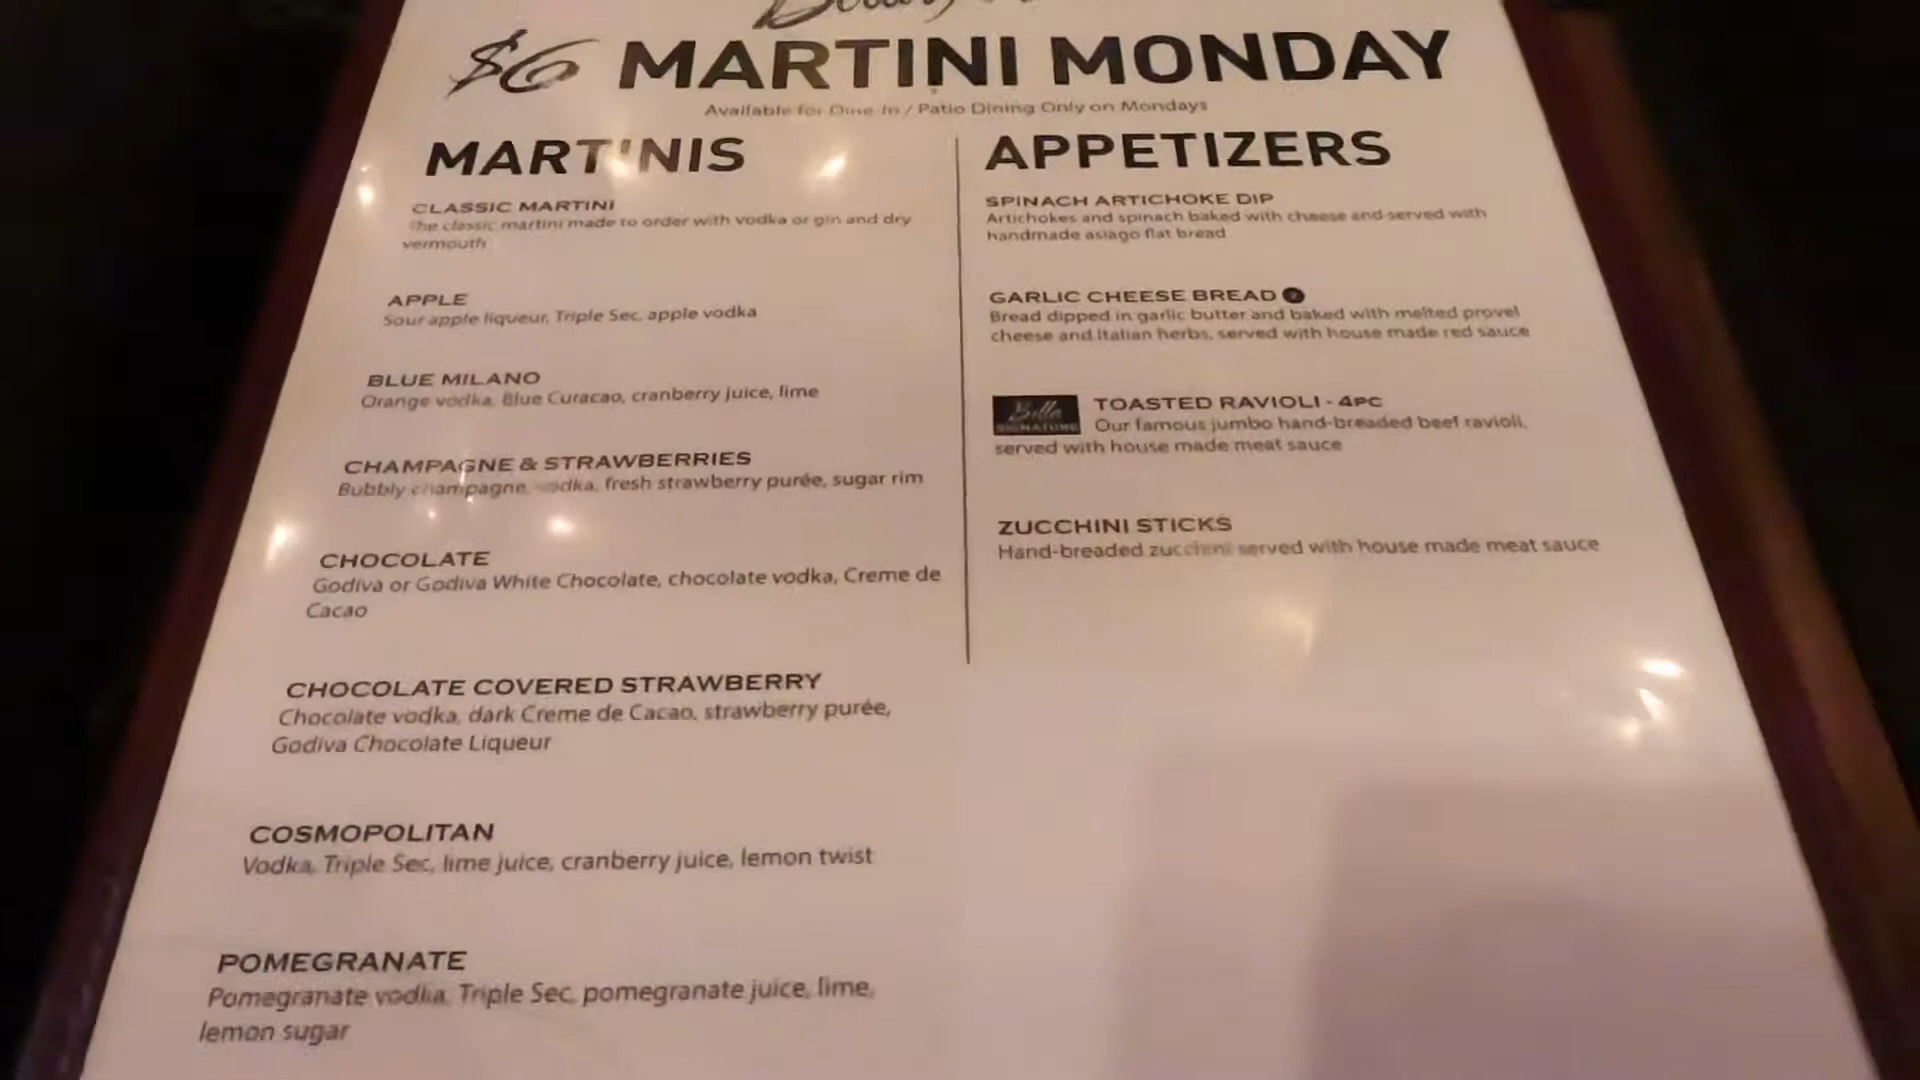 $6 MARTINI MONDAY
Available for Dine-In / Patio Dining Only on Mondays
MARTINIS
CLASSIC MARTINI
The classic martini made to order with vodka or gin and dry
vermouth
APPLE
Sour apple liqueur, Triple Sec, apple vodka
BLUE MILANO
Orange vodka, Blue Curacao, cranberry juice, lime
CHAMPAGNE & STRAWBERRIES
Bubbly champagne, vodka, fresh strawberry purée, sugar rim
CHOCOLATE
Godiva or Godiva White Chocolate, chocolate vodka, Creme de
Cacao
CHOCOLATE COVERED STRAWBERRY
Chocolate vodka, dark Creme de Cacao, strawberry purée,
Godiva Chocolate Liqueur
COSMOPOLITAN
Vodka, Triple Sec, lime juice, cranberry juice, lemon twist
POMEGRANATE
Pomegranate vodka, Triple Sec, pomegranate juice, lime,
lemon sugar
APPETIZERS
SPINACH ARTICHOKE DIP
Artichokes and spinach baked with cheese and served with
handmade asiago flat bread
GARLIC CHEESE BREAD
Bread dipped in garlic butter and baked with melted provel
cheese and Italian herbs, served with house made red sauce
Bella
SIGNATURE
TOASTED RAVIOLI - 4PC
Our famous jumbo hand-breaded beef ravioli,
served with house made meat sauce
ZUCCHINI STICKS
Hand-breaded zucchini served with house made meat sauce